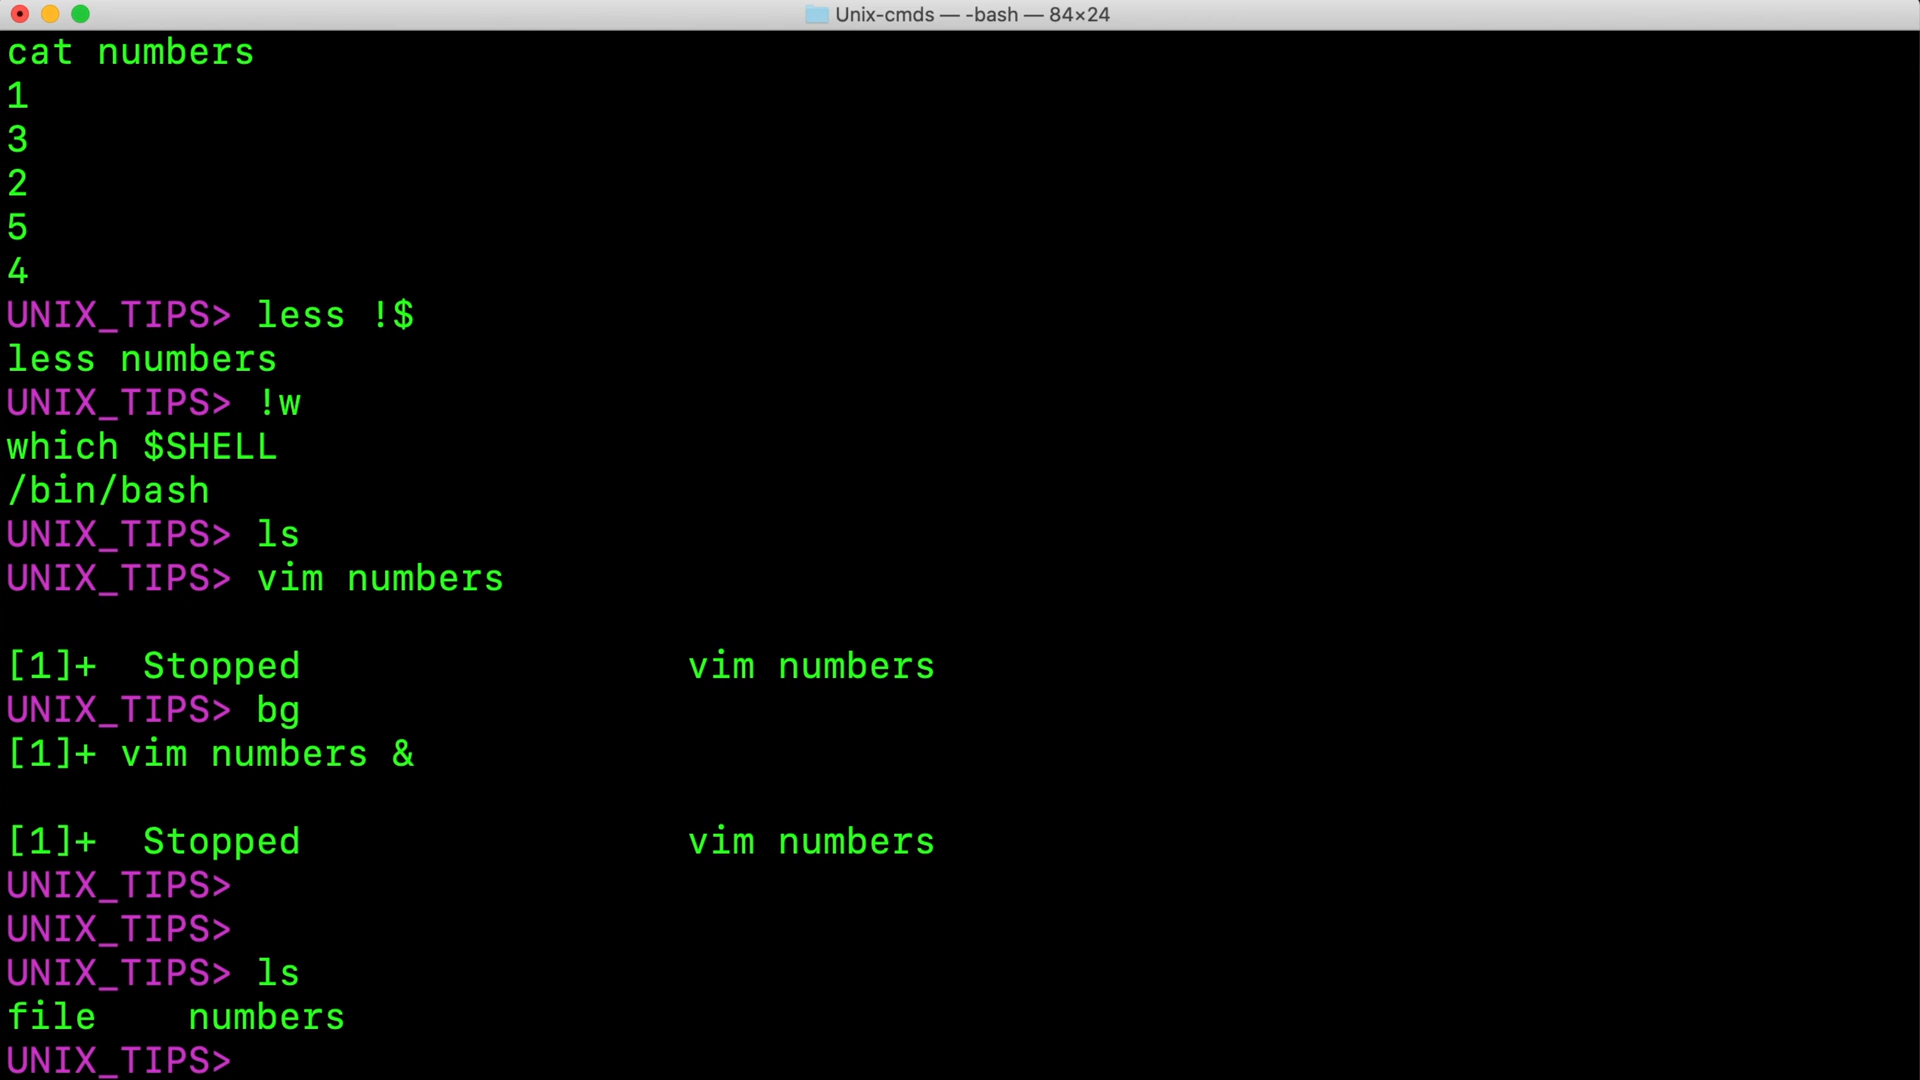 Unix-cmds — -bash — 84×24
cat numbers
1
3
2
5
4
UNIX_TIPS> less !$
less numbers
UNIX_TIPS> !w
which $SHELL
/bin/bash
UNIX_TIPS> ls
UNIX_TIPS> vim numbers
[1]+  Stopped                 vim numbers
UNIX_TIPS> bg
[1]+ vim numbers &
[1]+  Stopped                 vim numbers
UNIX_TIPS>
UNIX_TIPS>
UNIX_TIPS> ls
file    numbers
UNIX_TIPS>